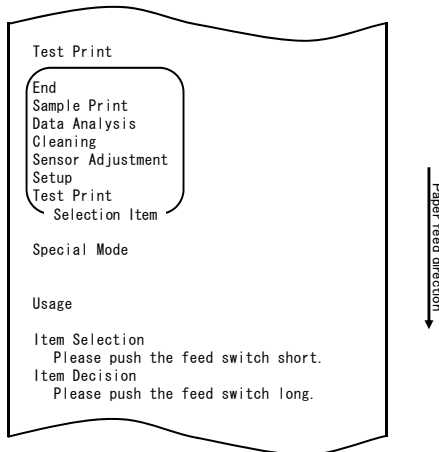 Test Print
End
Sample Print
Data Analysis
Cleaning
Sensor Adjustment
Setup
Test Print
Selection Item
Special Mode
Usage
Item Selection
Please push the feed switch short.
Item Decision
Please push the feed switch long.
Paper feed direction